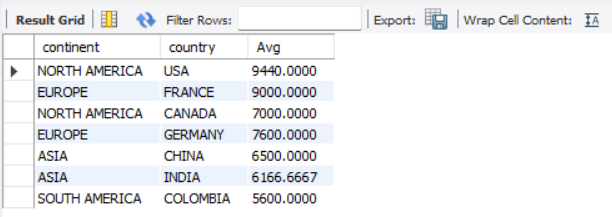 Result Grid Filter Rows: Export: Wrap Cell Content: IA
continent country Avg
NORTH AMERICA USA 9440.0000
EUROPE FRANCE 9000.0000
NORTH AMERICA CANADA 7000.0000
EUROPE GERMANY 7600.0000
ASIA CHINA 6500.0000
ASIA INDIA 6166.6667
SOUTH AMERICA COLOMBIA 5600.0000